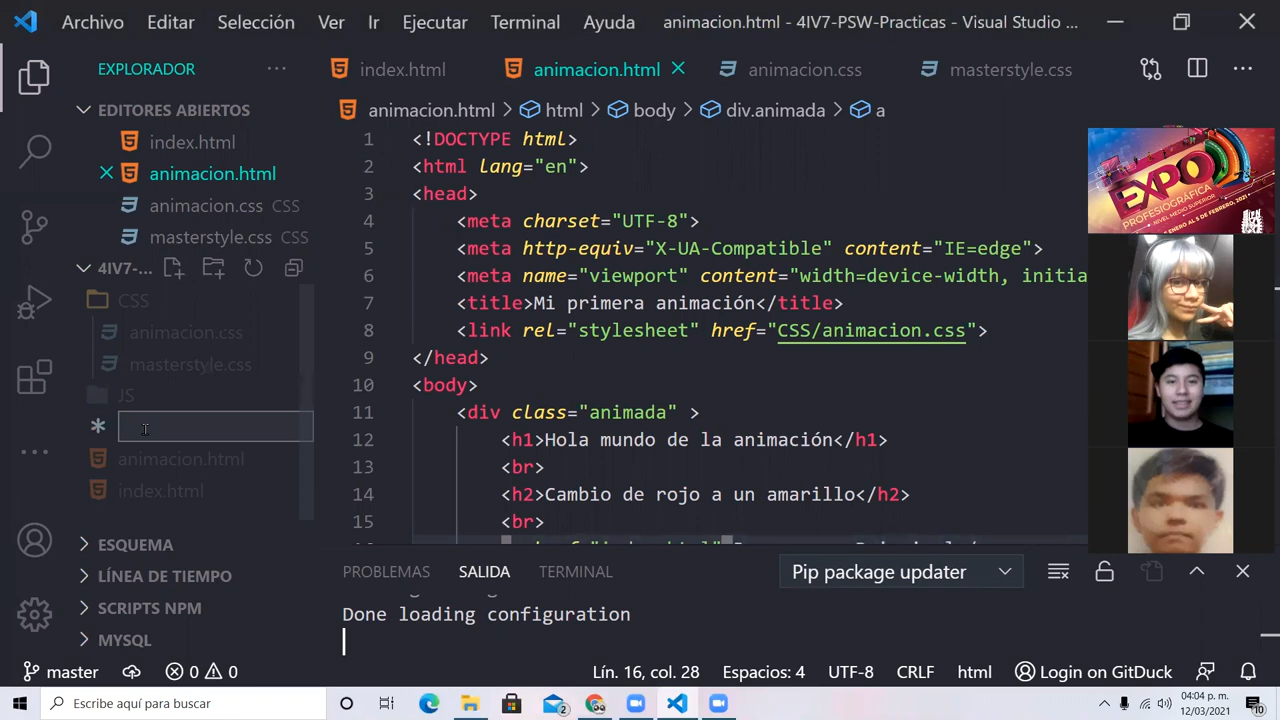 Archivo Editar Selección Ver Ir Ejecutar Terminal Ayuda animacion.html - 4IV7-PSW-Practicas - Visual Studio ...
EXPLORADOR
EDITORES ABIERTOS
index.html
animacion.html
animacion.css CSS
masterstyle.css CSS
4IV7-...
CSS
animacion.css
masterstyle.css
JS
animacion.html
index.html
ESQUEMA
LÍNEA DE TIEMPO
SCRIPTS NPM
MYSQL
index.html animacion.html animacion.css masterstyle.css
animacion.html > html > body > div.animada > a
1 <!DOCTYPE html>
2 <html lang="en">
3 <head>
4 <meta charset="UTF-8">
5 <meta http-equiv="X-UA-Compatible" content="IE=edge">
6 <meta name="viewport" content="width=device-width, initia
7 <title>Mi primera animación</title>
8 <link rel="stylesheet" href="CSS/animacion.css">
9 </head>
10 <body>
11 <div class="animada" >
12 <h1>Hola mundo de la animación</h1>
13 <br>
14 <h2>Cambio de rojo a un amarillo</h2>
15 <br>
PROBLEMAS SALIDA TERMINAL Pip package updater
Done loading configuration
EXPO
PROFESIOGRÁFICA
NIVEL MEDIO SUPERIOR
master 0 0 Lín. 16, col. 28 Espacios: 4 UTF-8 CRLF html Login on GitDuck
Escribe aquí para buscar
2
04:04 p. m.
12/03/2021
10